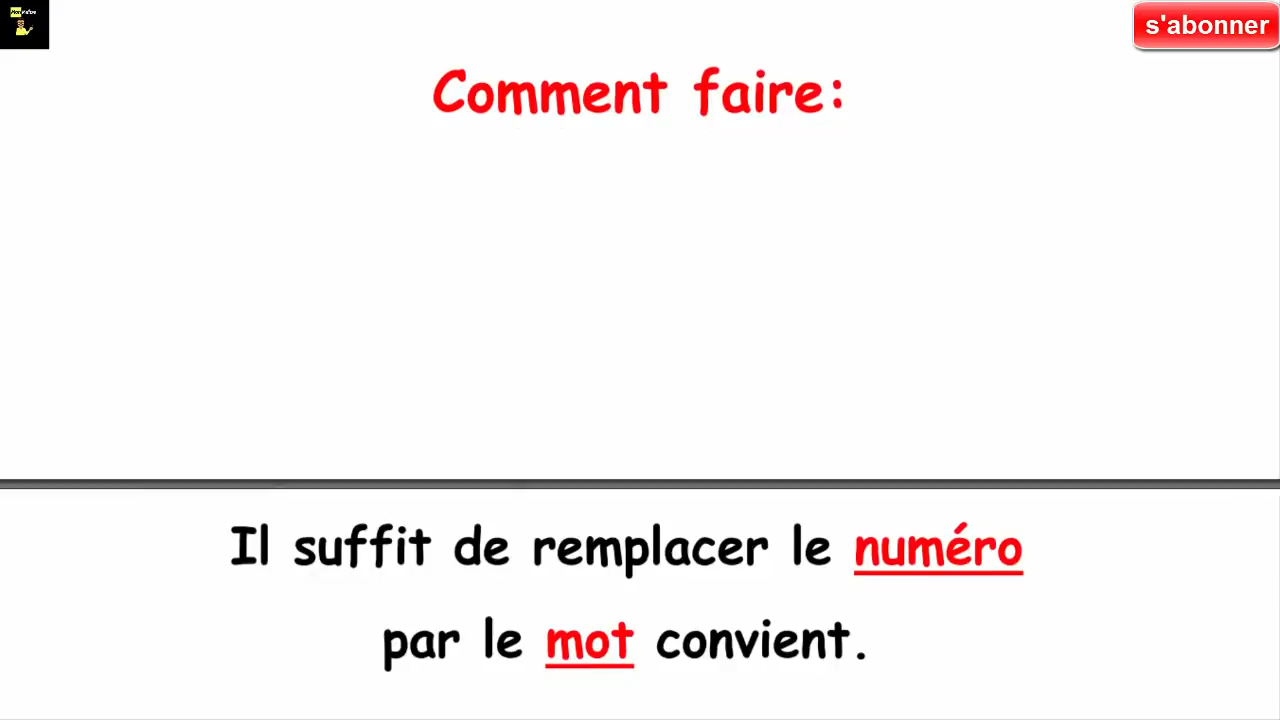 s'abonner
Comment faire:
Il suffit de remplacer le numéro
par le mot convient.